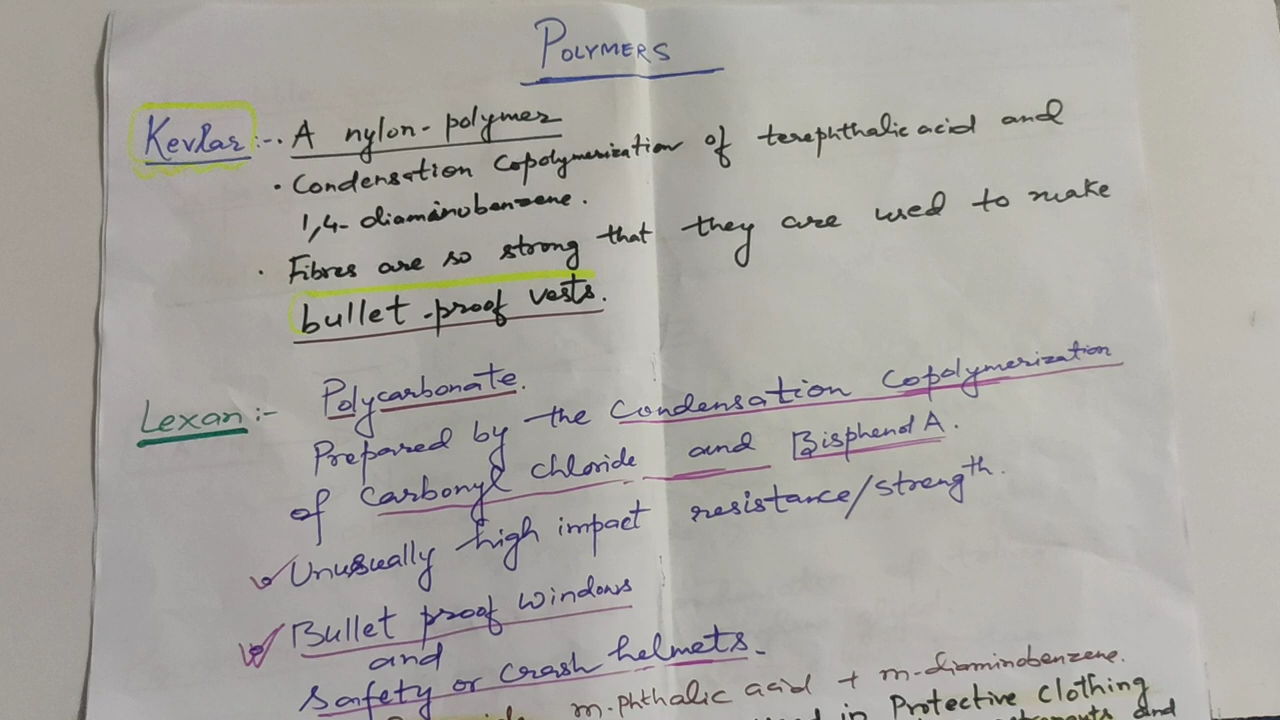 POLYMERS
Kevlar :- · A nylon-polymer
· Condensation Copolymerization of terephthalic acid and
1,4-diaminobenzene.
· Fibres are so strong that they are used to make
bullet-proof vests.
Lexan :- Polycarbonate.
Prepared by the Condensation Copolymerization
of Carbonyl chloride and Bisphenol A.
Unusually high impact resistance/strength.
Bullet proof windows
and
Safety or crash helmets.
m.phthalic acid + m-diaminobenzene.
in Protective clothing
and